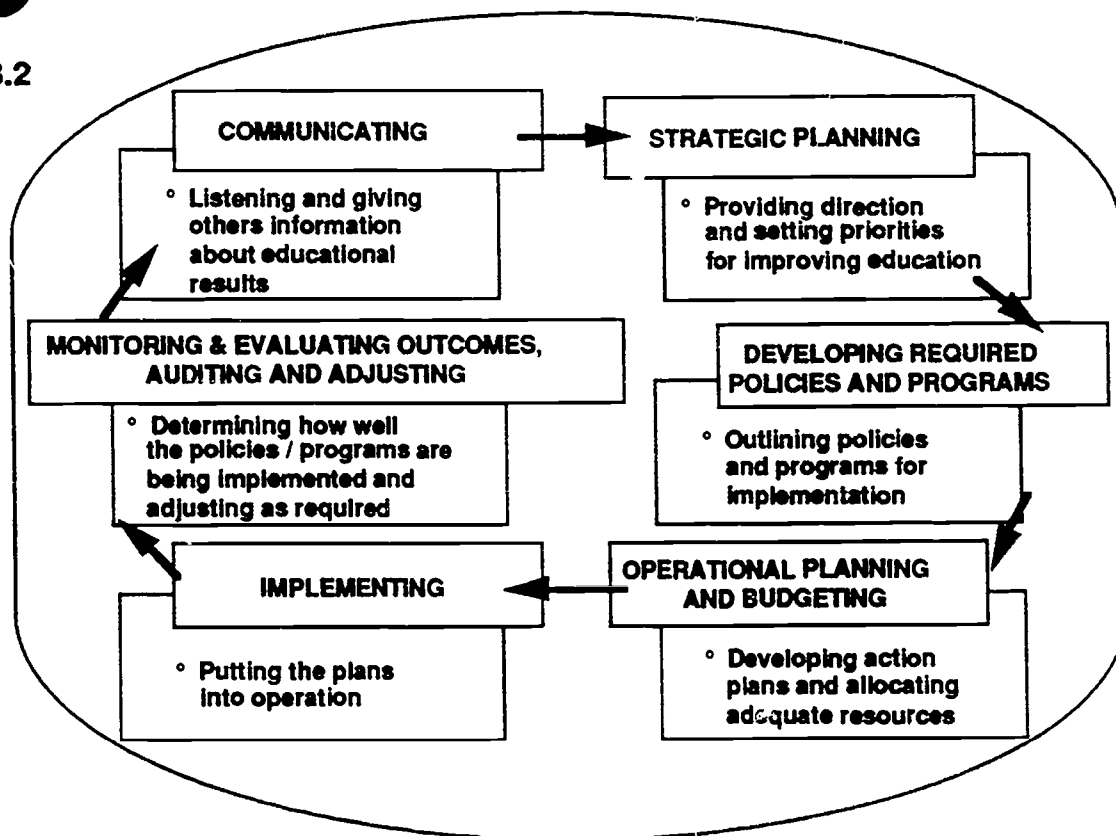 .2
COMMUNICATING
° Listening and giving
others information
about educational
results
STRATEGIC PLANNING
° Providing direction
and setting priorities
for improving education
DEVELOPING REQUIRED
POLICIES AND PROGRAMS
° Outlining policies
and programs for
implementation
OPERATIONAL PLANNING
AND BUDGETING
° Developing action
plans and allocating
adequate resources
IMPLEMENTING
° Putting the plans
into operation
MONITORING & EVALUATING OUTCOMES,
AUDITING AND ADJUSTING
° Determining how well
the policies / programs are
being implemented and
adjusting as required